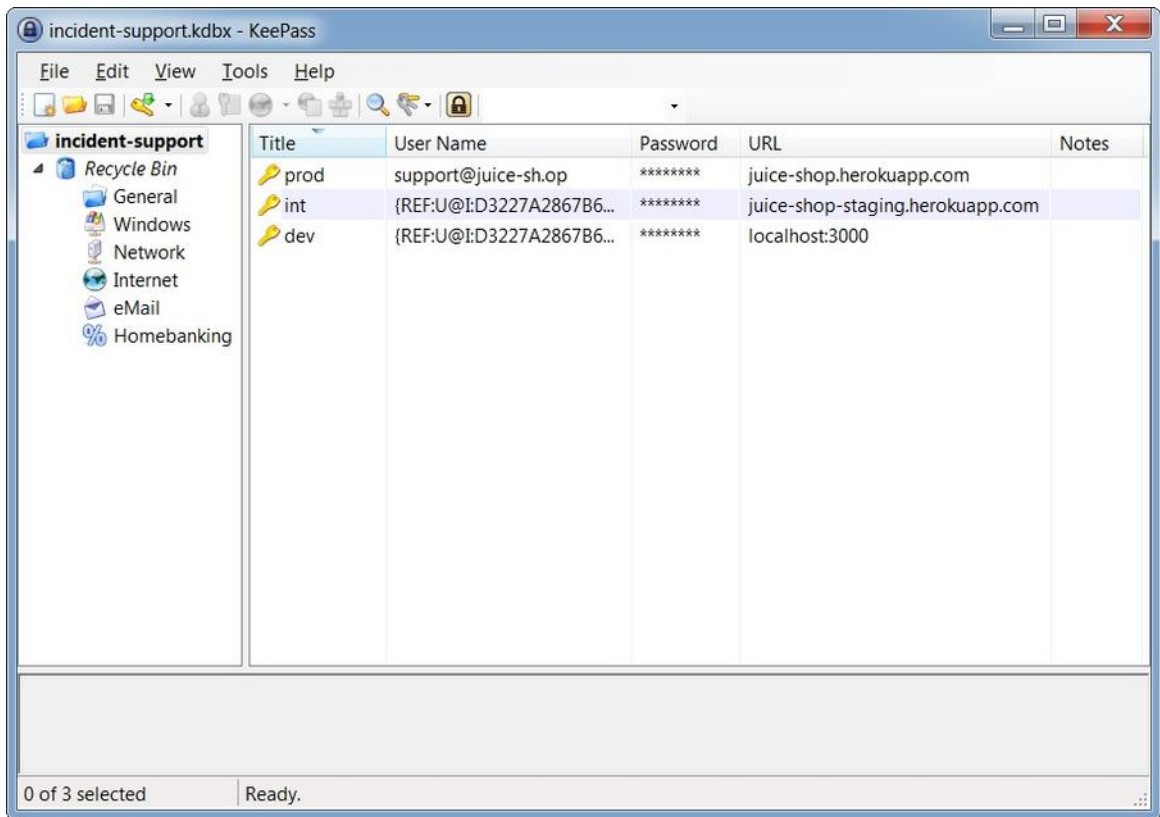 incident-support.kdbx - KeePass
File Edit View Tools Help
incident-support
Recycle Bin
General
Windows
Network
Internet
eMail
Homebanking
Title User Name Password URL Notes
prod support@juice-sh.op ******** juice-shop.herokuapp.com
int {REF:U@I:D3227A2867B6... ******** juice-shop-staging.herokuapp.com
dev {REF:U@I:D3227A2867B6... ******** localhost:3000
0 of 3 selected Ready.